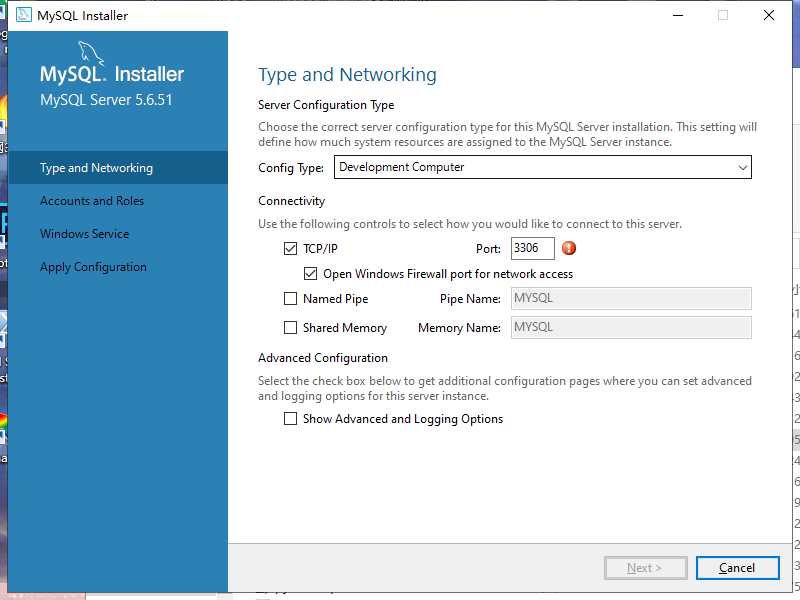 MySQL Installer
MySQL. Installer
MySQL Server 5.6.51
Type and Networking
Accounts and Roles
Windows Service
Apply Configuration
Type and Networking
Server Configuration Type
Choose the correct server configuration type for this MySQL Server installation. This setting will
define how much system resources are assigned to the MySQL Server instance.
Config Type: Development Computer
Connectivity
Use the following controls to select how you would like to connect to this server.
TCP/IP Port: 3306
Open Windows Firewall port for network access
Named Pipe Pipe Name: MYSQL
Shared Memory Memory Name: MYSQL
Advanced Configuration
Select the check box below to get additional configuration pages where you can set advanced
and logging options for this server instance.
Show Advanced and Logging Options
Next > Cancel